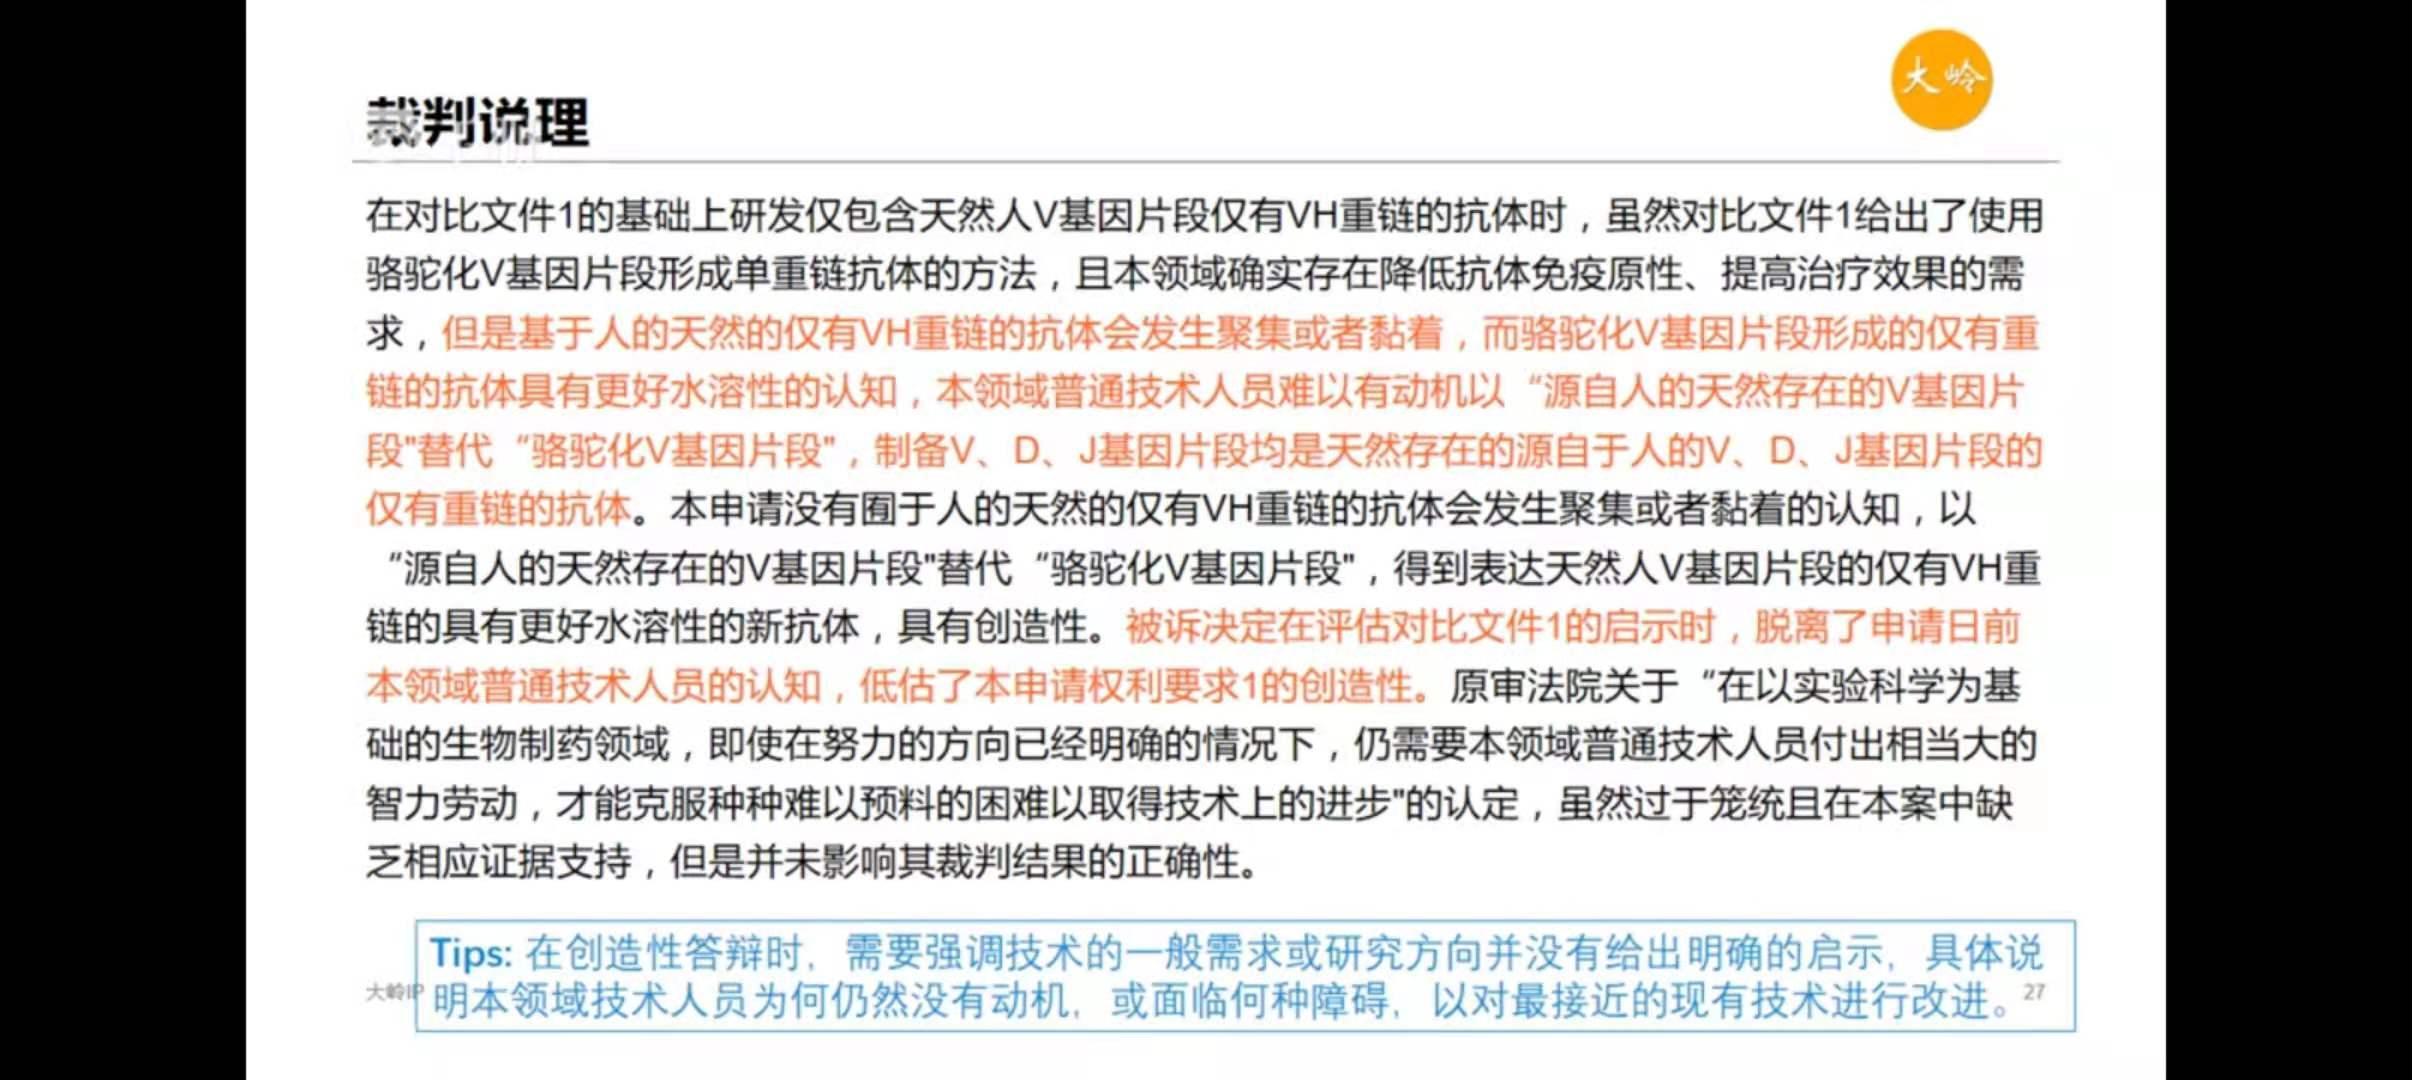 大岭
裁判说理
在对比文件1的基础上研发仅包含天然人V基因片段仅有VH重链的抗体时，虽然对比文件1给出了使用
骆驼化V基因片段形成单重链抗体的方法，且本领域确实存在降低抗体免疫原性、提高治疗效果的需
求，但是基于人的天然的仅有VH重链的抗体会发生聚集或者黏着，而骆驼化V基因片段形成的仅有重
链的抗体具有更好水溶性的认知，本领域普通技术人员难以有动机以“源自人的天然存在的V基因片
段"替代“骆驼化V基因片段"，制备V、D、J基因片段均是天然存在的源自于人的V、D、J基因片段的
仅有重链的抗体。本申请没有囿于人的天然的仅有VH重链的抗体会发生聚集或者黏着的认知，以
“源自人的天然存在的V基因片段"替代“骆驼化V基因片段"，得到表达天然人V基因片段的仅有VH重
链的具有更好水溶性的新抗体，具有创造性。被诉决定在评估对比文件1的启示时，脱离了申请日前
本领域普通技术人员的认知，低估了本申请权利要求1的创造性。原审法院关于“在以实验科学为基
础的生物制药领域，即使在努力的方向已经明确的情况下，仍需要本领域普通技术人员付出相当大的
智力劳动，才能克服种种难以预料的困难以取得技术上的进步"的认定，虽然过于笼统且在本案中缺
乏相应证据支持，但是并未影响其裁判结果的正确性。
Tips: 在创造性答辩时，需要强调技术的一般需求或研究方向并没有给出明确的启示，具体说
明本领域技术人员为何仍然没有动机，或面临何种障碍，以对最接近的现有技术进行改进。
大岭IP
27